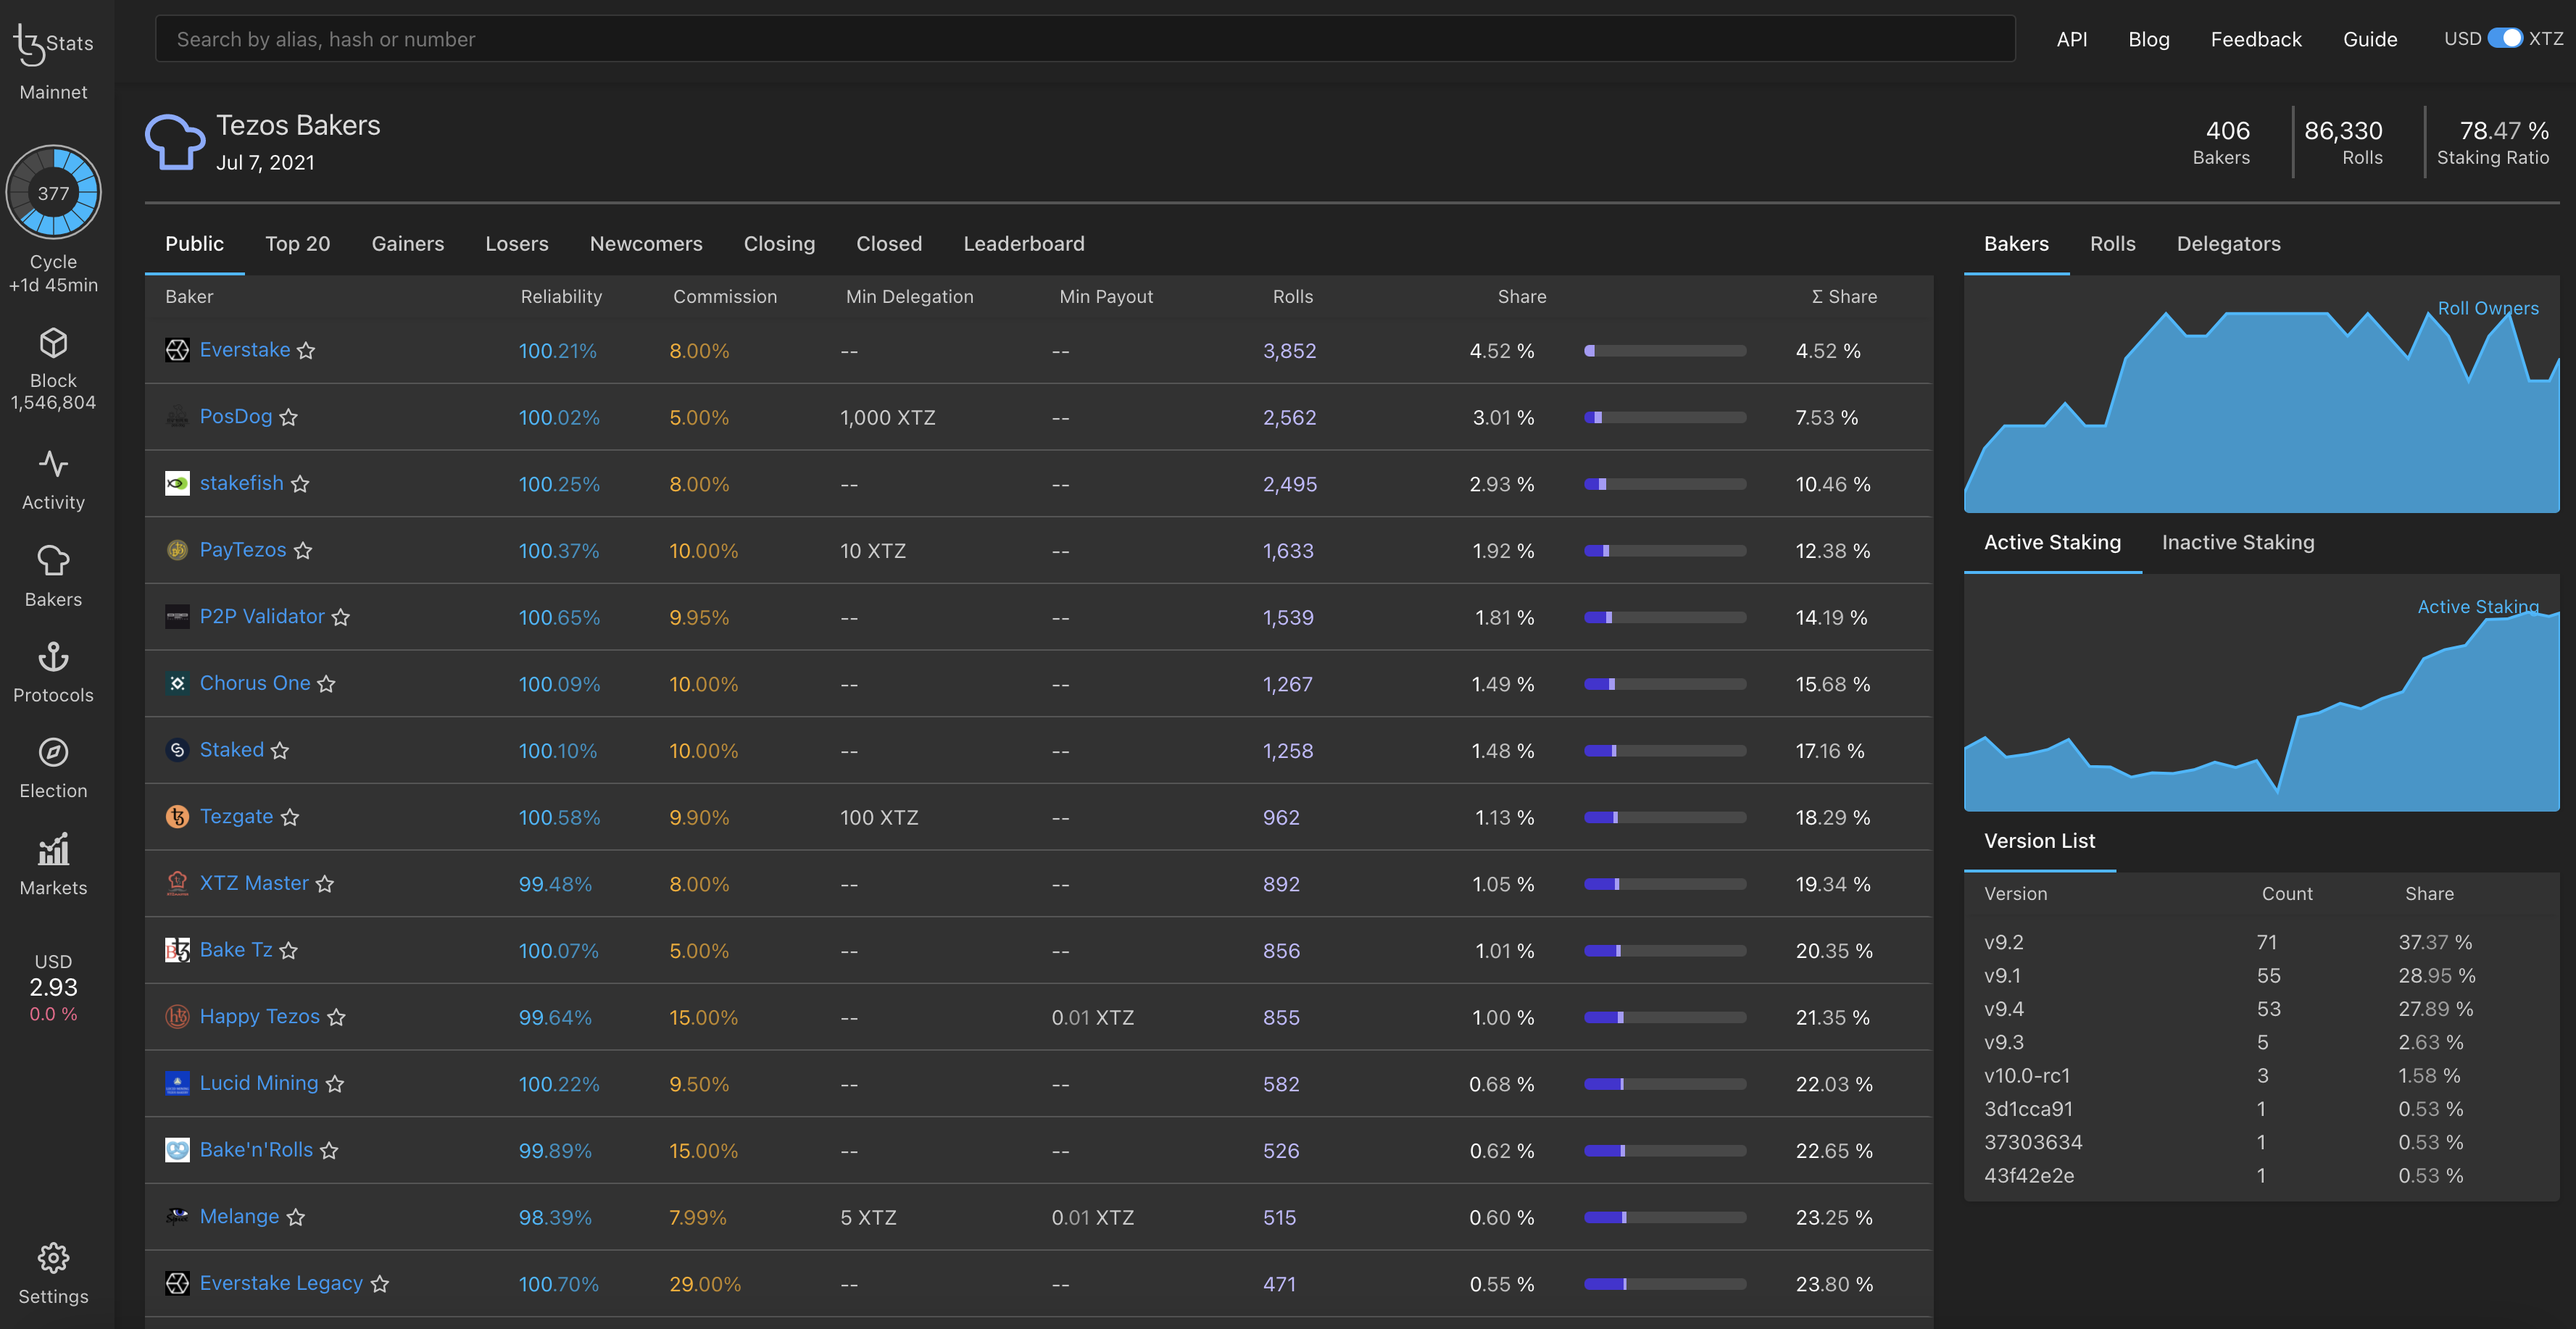 tz Stats
Mainnet
377
Cycle
+1d 45min
Block
1,546,804
Activity
Bakers
Protocols
Election
Markets
USD
2.93
0.0 %
Settings
Search by alias, hash or number
API Blog Feedback Guide USD XTZ
Tezos Bakers
Jul 7, 2021
406 86,330 78.47 %
Bakers Rolls Staking Ratio
Public Top 20 Gainers Losers Newcomers Closing Closed Leaderboard
Baker Reliability Commission Min Delegation Min Payout Rolls Share Σ Share
Everstake 100.21% 8.00% -- -- 3,852 4.52 % 4.52 %
PosDog 100.02% 5.00% 1,000 XTZ -- 2,562 3.01 % 7.53 %
stakefish 100.25% 8.00% -- -- 2,495 2.93 % 10.46 %
PayTezos 100.37% 10.00% 10 XTZ -- 1,633 1.92 % 12.38 %
P2P Validator 100.65% 9.95% -- -- 1,539 1.81 % 14.19 %
Chorus One 100.09% 10.00% -- -- 1,267 1.49 % 15.68 %
Staked 100.10% 10.00% -- -- 1,258 1.48 % 17.16 %
Tezgate 100.58% 9.90% 100 XTZ -- 962 1.13 % 18.29 %
XTZ Master 99.48% 8.00% -- -- 892 1.05 % 19.34 %
Bake Tz 100.07% 5.00% -- -- 856 1.01 % 20.35 %
Happy Tezos 99.64% 15.00% -- 0.01 XTZ 855 1.00 % 21.35 %
Lucid Mining 100.22% 9.50% -- -- 582 0.68 % 22.03 %
Bake'n'Rolls 99.89% 15.00% -- -- 526 0.62 % 22.65 %
Melange 98.39% 7.99% 5 XTZ 0.01 XTZ 515 0.60 % 23.25 %
Everstake Legacy 100.70% 29.00% -- -- 471 0.55 % 23.80 %
Bakers Rolls Delegators
Roll Owners
Active Staking Inactive Staking
Active Staking
Version List
Version Count Share
v9.2 71 37.37 %
v9.1 55 28.95 %
v9.4 53 27.89 %
v9.3 5 2.63 %
v10.0-rc1 3 1.58 %
3d1cca91 1 0.53 %
37303634 1 0.53 %
43f42e2e 1 0.53 %